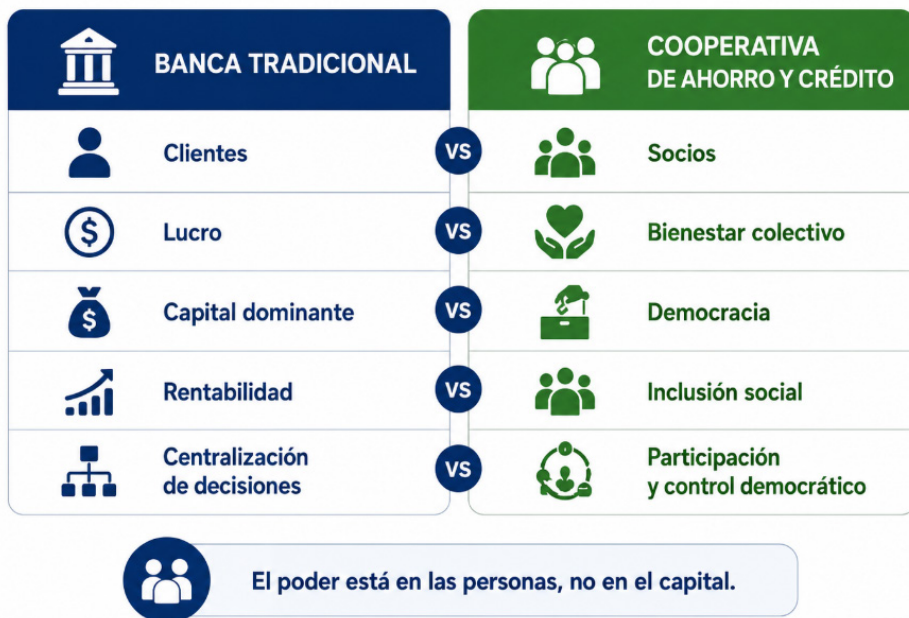 BANCA TRADICIONAL
COOPERATIVA
DE AHORRO Y CRÉDITO
Clientes
VS
Socios
$
Lucro
VS
Bienestar colectivo
$
Capital dominante
VS
Democracia
Rentabilidad
VS
Inclusión social
Centralización
de decisiones
VS
Participación
y control democrático
El poder está en las personas, no en el capital.